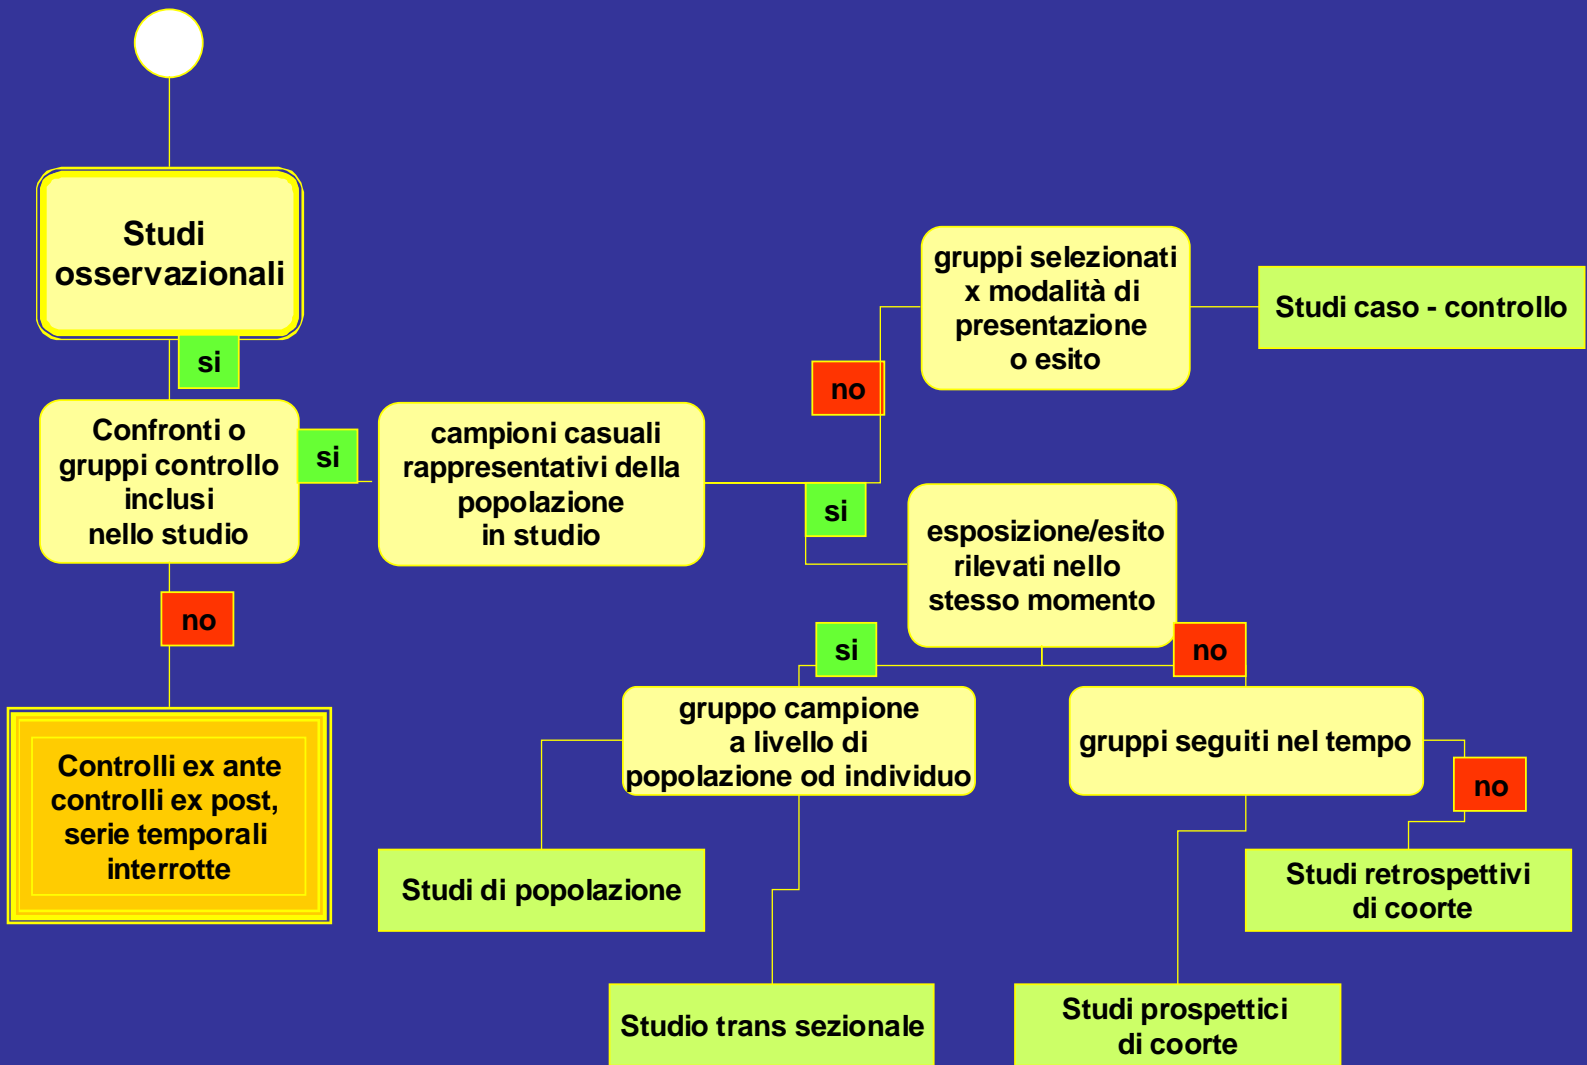 Studi
osservazionali
si
Confronti o
gruppi controllo
inclusi
nello studio
si
no
Controlli ex ante
controlli ex post,
serie temporali
interrotte
campioni casuali
rappresentativi della
popolazione
in studio
no
gruppi selezionati
x modalità di
presentazione
o esito
Studi caso - controllo
si
esposizione/esito
rilevati nello
stesso momento
si
gruppo campione
a livello di
popolazione od individuo
Studi di popolazione
Studio trans sezionale
no
gruppi seguiti nel tempo
no
Studi retrospettivi
di coorte
Studi prospettici
di coorte